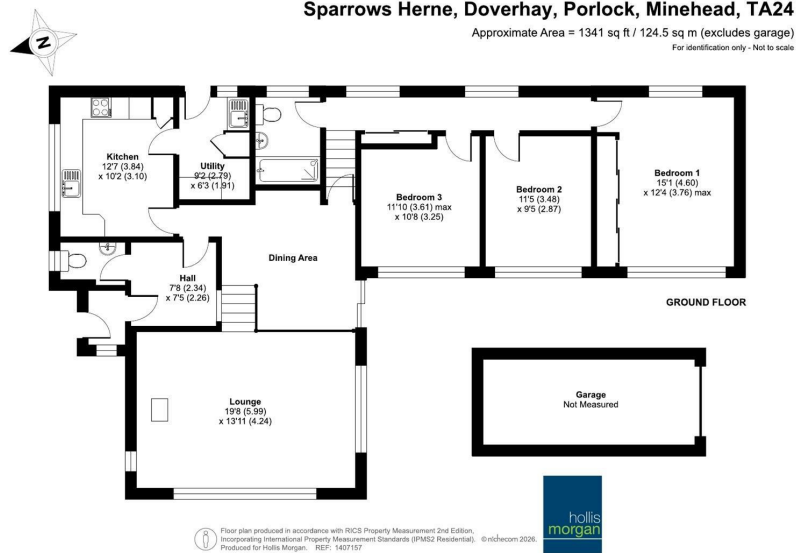 Sparrows Herne, Doverhay, Porlock, Minehead, TA24
Approximate Area = 1341 sq ft / 124.5 sq m (excludes garage)
For identification only - Not to scale
N
Kitchen
12'7 (3.84)
x 10'2 (3.10)
Utility
9'2 (2.79)
x 6'3 (1.91)
Bedroom 3
11'10 (3.61) max
x 10'8 (3.25)
Bedroom 2
11'5 (3.48)
x 9'5 (2.87)
Bedroom 1
15'1 (4.60)
x 12'4 (3.76) max
Dining Area
Hall
7'8 (2.34)
x 7'5 (2.26)
GROUND FLOOR
Lounge
19'8 (5.99)
x 13'11 (4.24)
Garage
Not Measured
hollis
morgan
Floor plan produced in accordance with RICS Property Measurement 2nd Edition,
Incorporating International Property Measurement Standards (IPMS2 Residential). © nichecom 2026.
Produced for Hollis Morgan. REF: 1407157